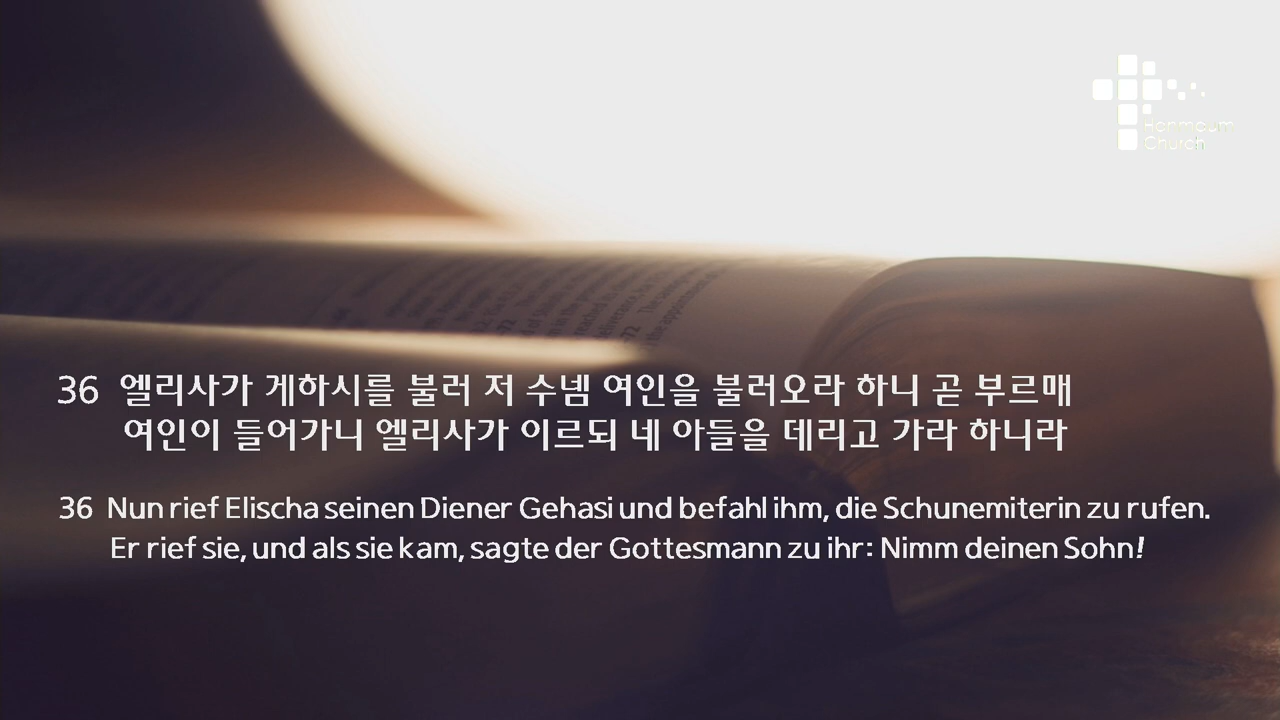 Hanmaum
Church
36 엘리사가 게하시를 불러 저 수넴 여인을 불러오라 하니 곧 부르매
여인이 들어가니 엘리사가 이르되 네 아들을 데리고 가라 하니라
36 Nun rief Elischa seinen Diener Gehasi und befahl ihm, die Schunemiterin zu rufen.
Er rief sie, und als sie kam, sagte der Gottesmann zu ihr: Nimm deinen Sohn!